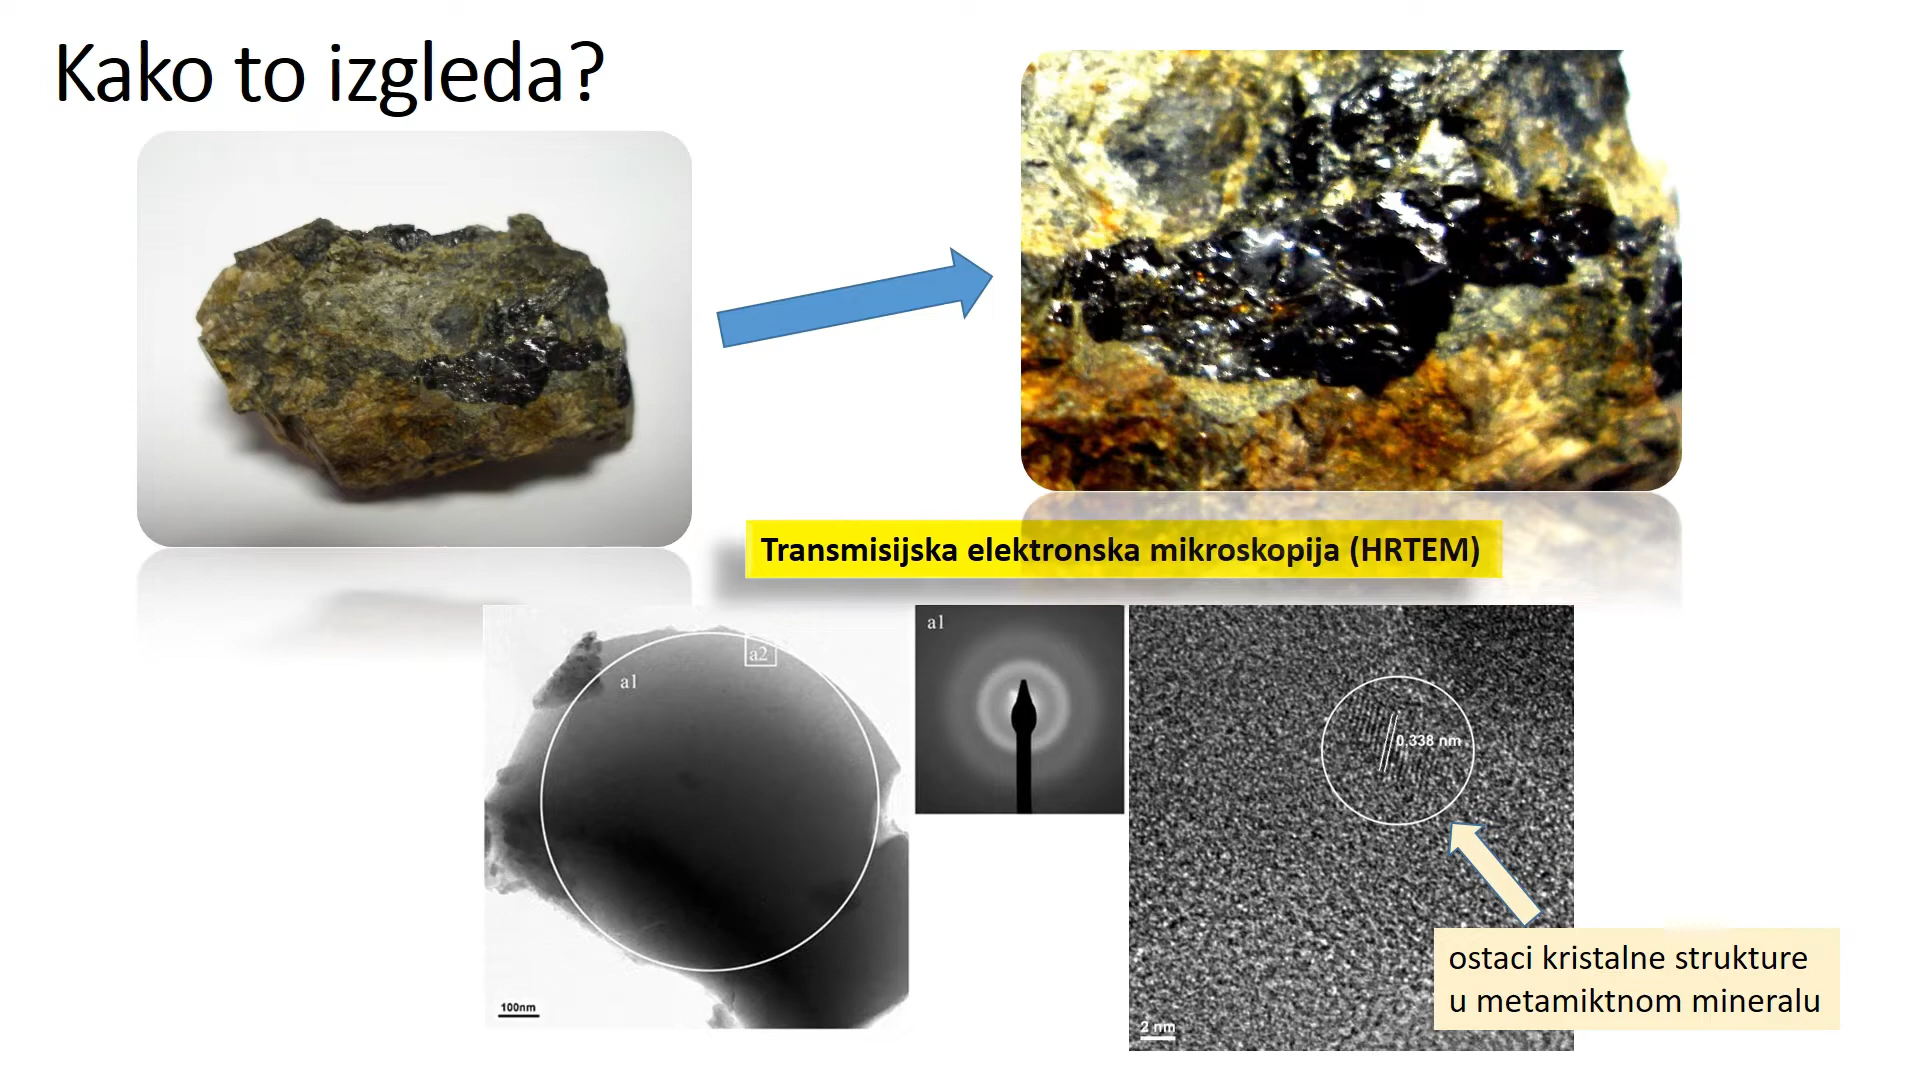 Kako to izgleda?
Transmisijska elektronska mikroskopija (HRTEM)
a1
a2
100nm
a1
0.338 nm
2 nm
ostaci kristalne strukture
u metamiktnom mineralu